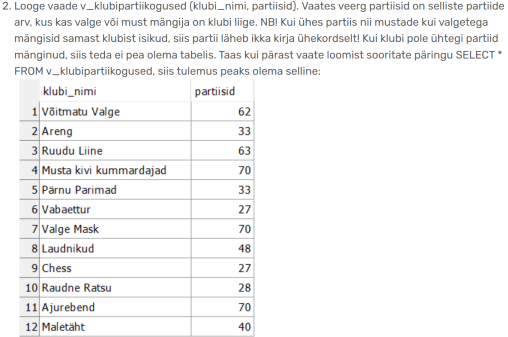 2. Looge vaade v_klubipartiikogused (klubi_nimi, partiisid). Vaates veerg partiisid on selliste partiide
arv, kus kas valge või must mängija on klubi liige. NB! Kui ühes partiis nii mustade kui valgetega
mängisid samast klubist isikud, siis partii läheb ikka kirja ühekordselt! Kui klubi pole ühtegi partiid
mänginud, siis teda ei pea olema tabelis. Taas kui pärast vaate loomist sooritate päringu SELECT *
FROM v_klubipartiikogused, siis tulemus peaks olema selline:
klubi_nimi partiisid
1 Võitmatu Valge 62
2 Areng 33
3 Ruudu Liine 63
4 Musta kivi kummardajad 70
5 Pärnu Parimad 33
6 Vabaettur 27
7 Valge Mask 70
8 Laudnikud 48
9 Chess 27
10 Raudne Ratsu 28
11 Ajurebend 70
12 Maletäht 40